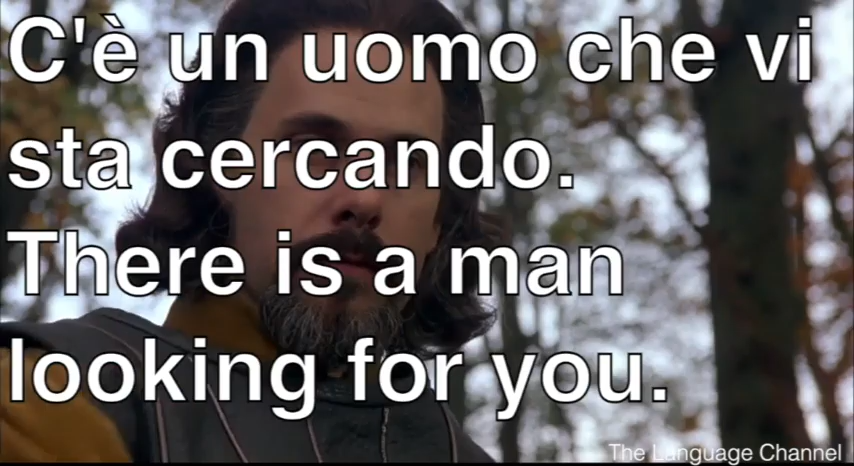 C'è un uomo che vi
sta cercando.
There is a man
looking for you.
The Language Channel